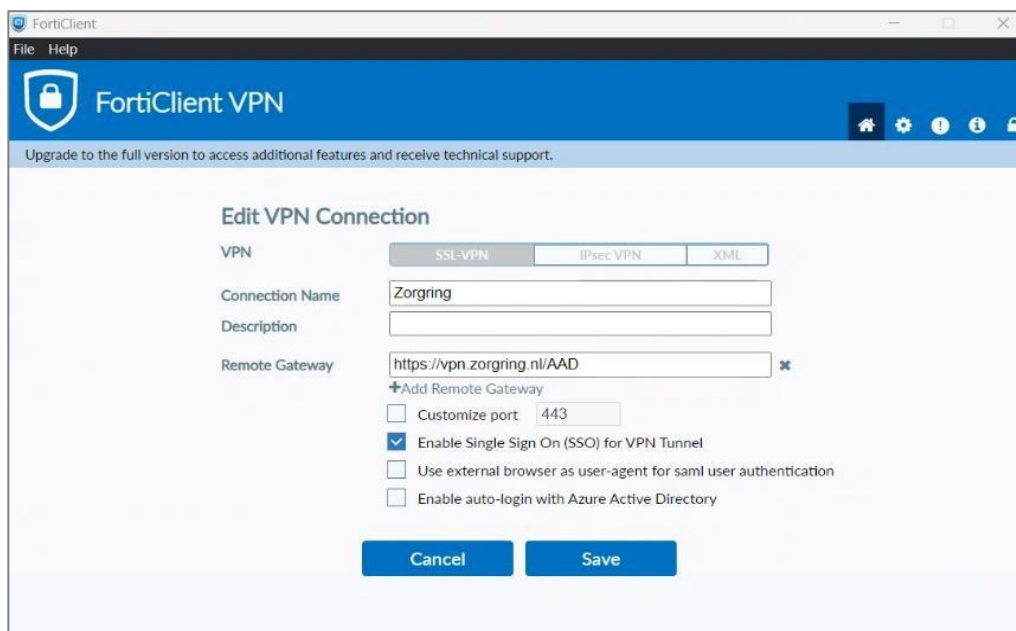 FortiClient
File Help
FortiClient VPN
Upgrade to the full version to access additional features and receive technical support.
Edit VPN Connection
VPN SSL-VPN IPsec VPN XML
Connection Name Zorgring
Description
Remote Gateway https://vpn.zorgring.nl/AAD
+Add Remote Gateway
Customize port 443
Enable Single Sign On (SSO) for VPN Tunnel
Use external browser as user-agent for saml user authentication
Enable auto-login with Azure Active Directory
Cancel Save